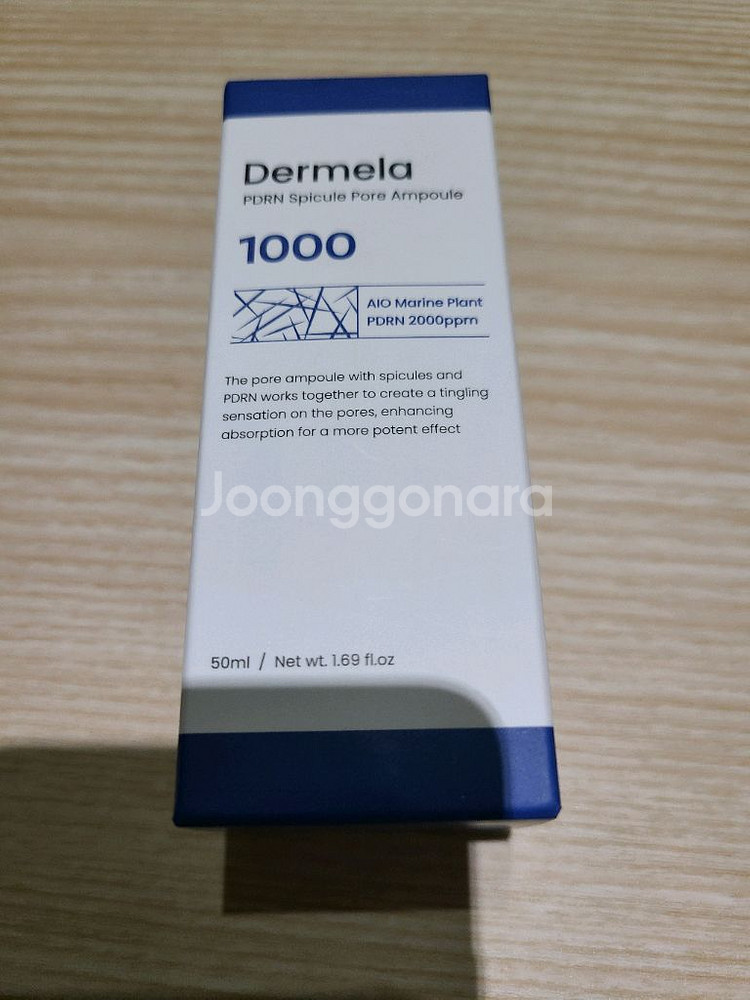 Dermela
PDRN Spicule Pore Ampoule
1000
AIO Marine Plant
PDRN 2000ppm
The pore ampoule with spicules and
PDRN works together to create a tingling
sensation on the pores, enhancing
absorption for a more potent effect
Joonggonara
50ml / Net wt. 1.69 fl.oz